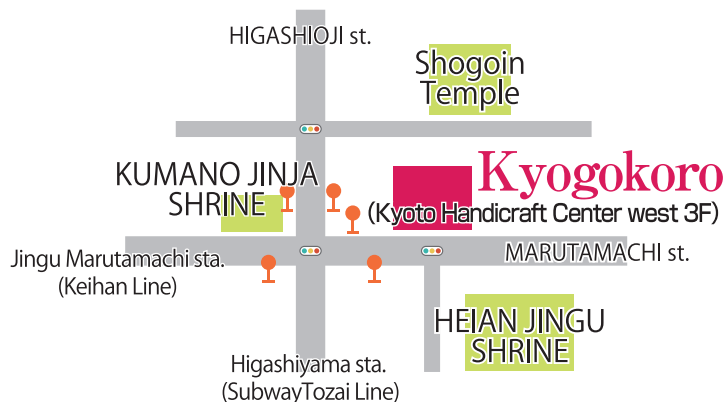 HIGASHIOJI st.
Shogoin
Temple
KUMANO JINJA
SHRINE
Kyogokoro
(Kyoto Handicraft Center west 3F)
Jingu Marutamachi sta.
(Keihan Line)
MARUTAMACHI st.
HEIAN JINGU
SHRINE
Higashiyama sta.
(SubwayTozai Line)